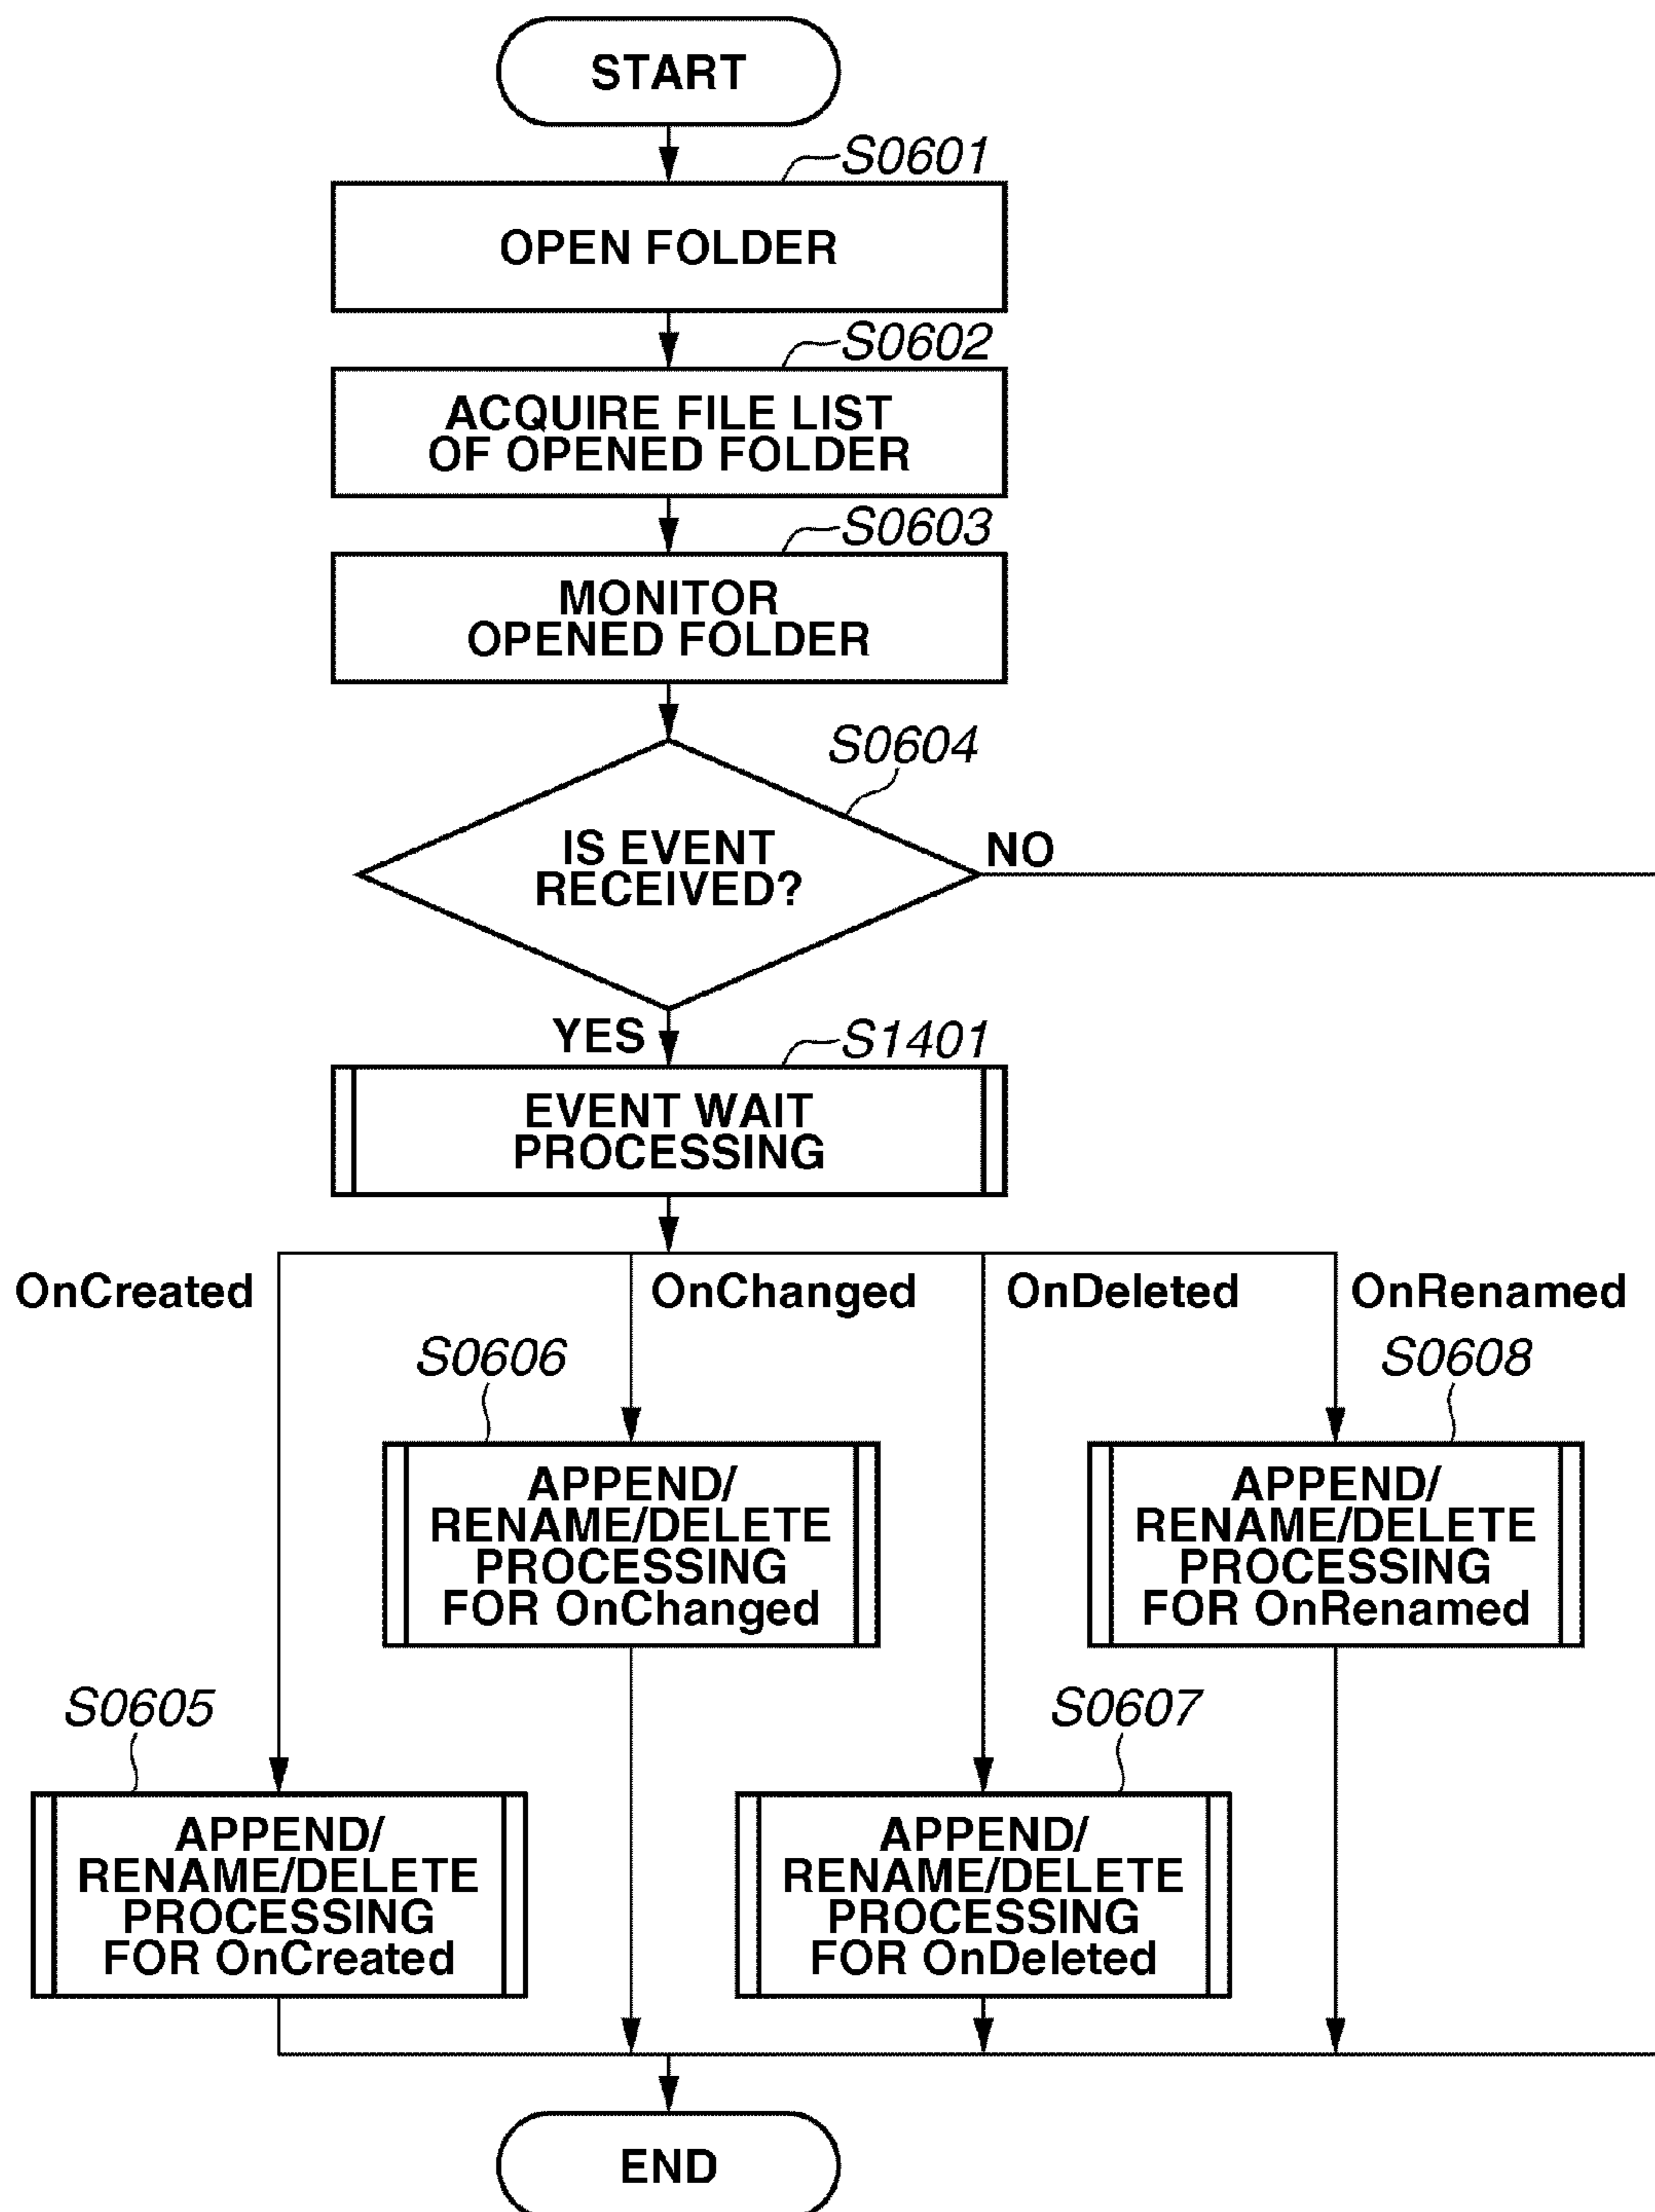 START
S0601
OPEN FOLDER
S0602
ACQUIRE FILE LIST
OF OPENED FOLDER
S0603
MONITOR
OPENED FOLDER
S0604
IS EVENT
RECEIVED?
NO
YES
S1401
EVENT WAIT
PROCESSING
OnCreated
OnChanged
OnDeleted
OnRenamed
S0606
S0608
APPEND/
RENAME/DELETE
PROCESSING
FOR OnChanged
APPEND/
RENAME/DELETE
PROCESSING
FOR OnRenamed
S0605
S0607
APPEND/
RENAME/DELETE
PROCESSING
FOR OnCreated
APPEND/
RENAME/DELETE
PROCESSING
FOR OnDeleted
END